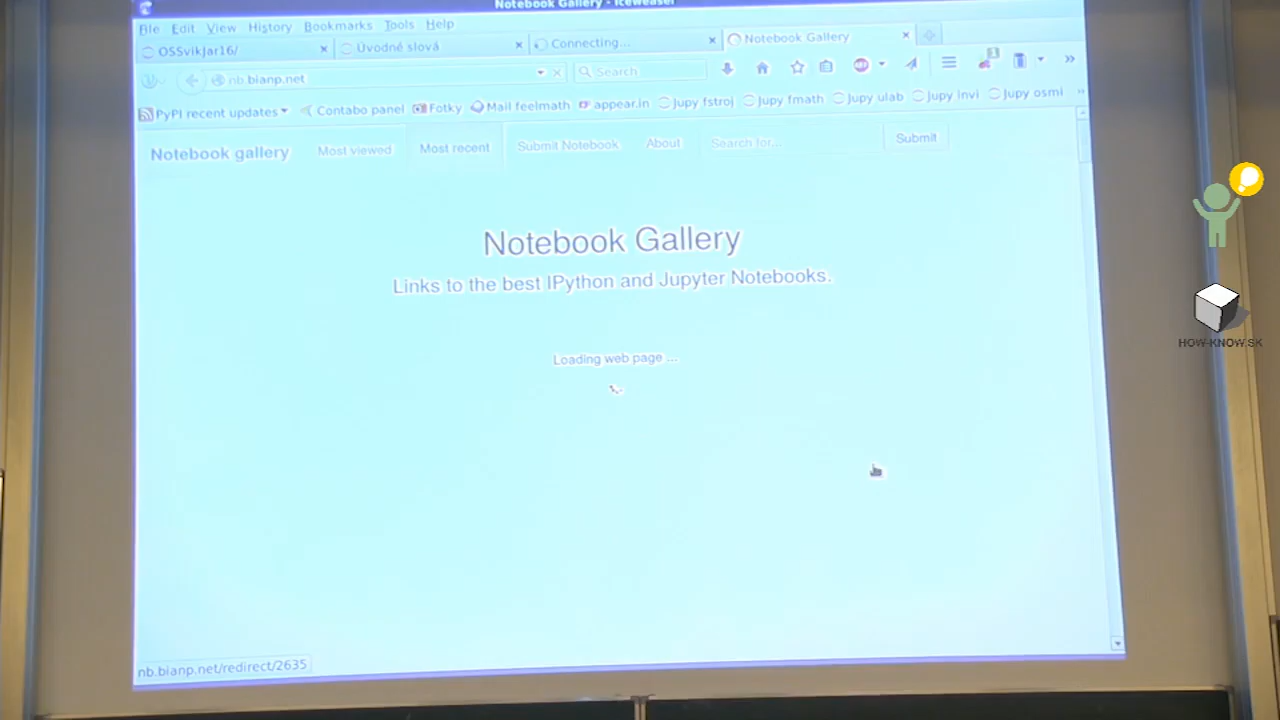 Notebook Gallery - Iceweasel
File Edit View History Bookmarks Tools Help
OSSvikJar16/ × Úvodné slová × Connecting... × Notebook Gallery ×
nb.bianp.net Search ABP 1 »
PyPI recent updates Contabo panel Fotky Mail feelmath appear.in Jupy fstroj Jupy fmath Jupy ulab Jupy invi Jupy osmi »
Notebook gallery Most viewed Most recent Submit Notebook About Search for... Submit
Notebook Gallery
Links to the best IPython and Jupyter Notebooks.
Loading web page ...
nb.bianp.net/redirect/2635
HOW-KNOW.SK